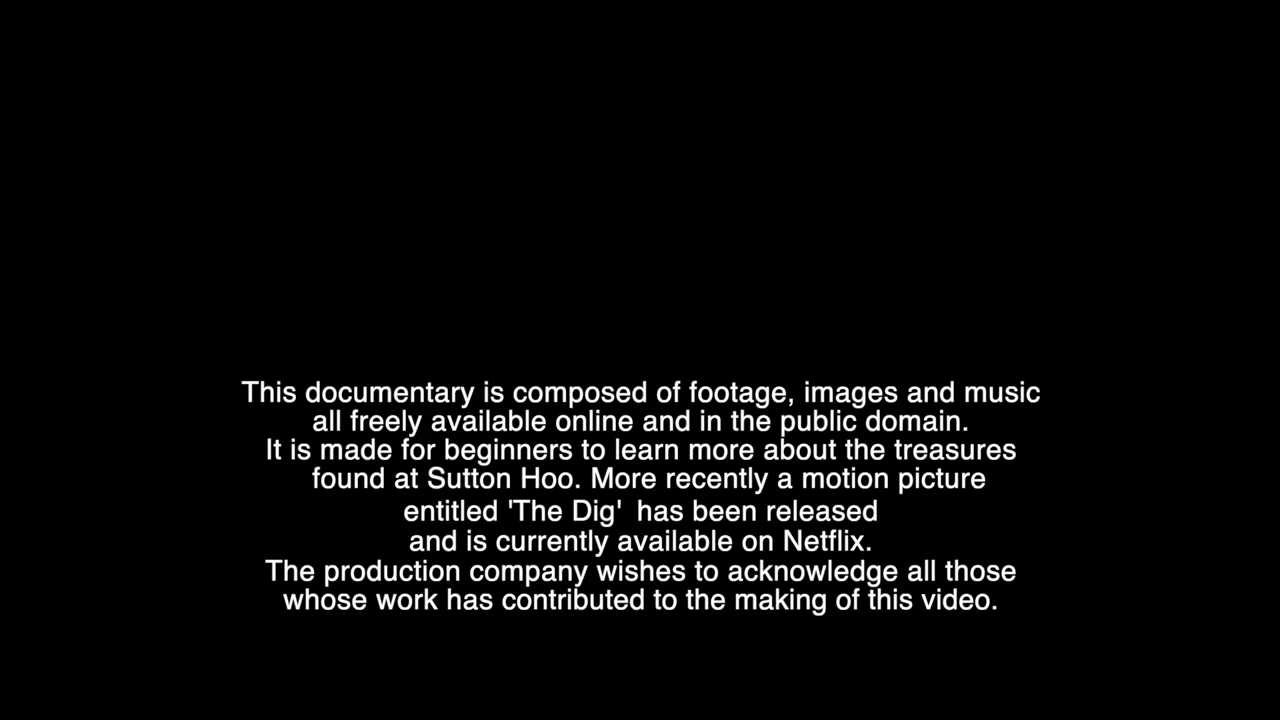 This documentary is composed of footage, images and music
all freely available online and in the public domain.
It is made for beginners to learn more about the treasures
found at Sutton Hoo. More recently a motion picture
entitled 'The Dig' has been released
and is currently available on Netflix.
The production company wishes to acknowledge all those
whose work has contributed to the making of this video.